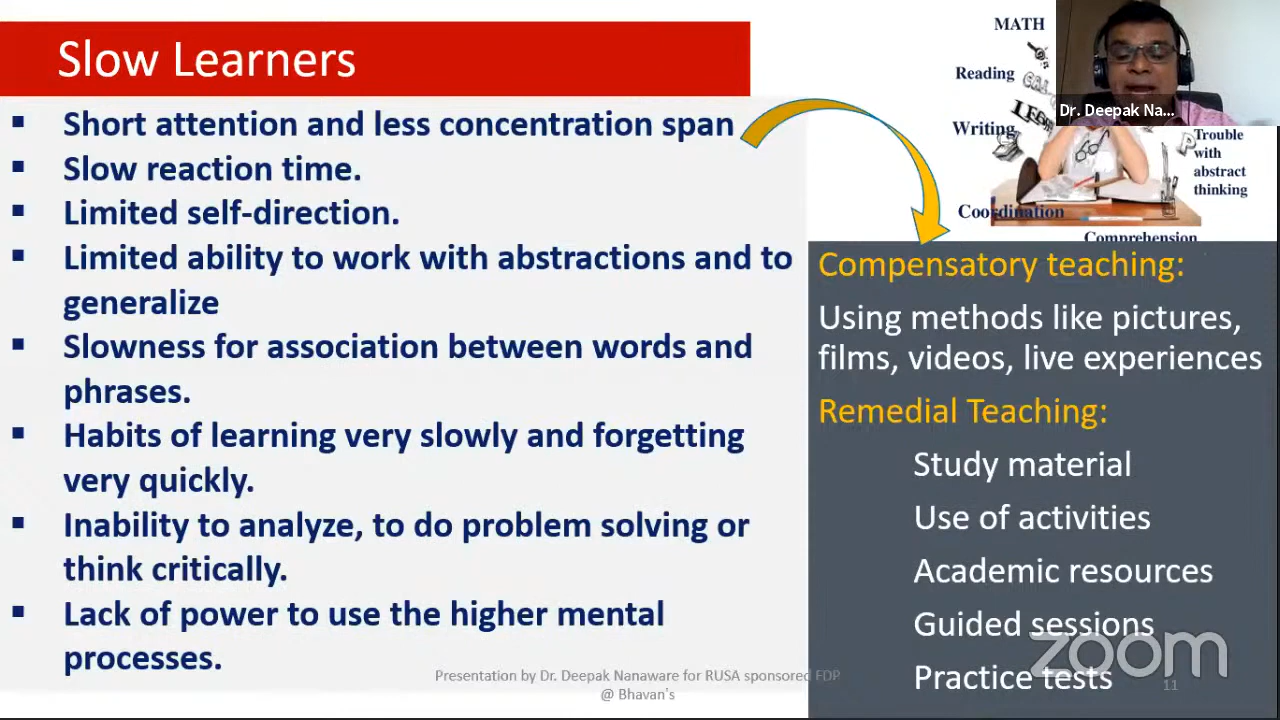 Slow Learners
▪ Short attention and less concentration span
▪ Slow reaction time.
▪ Limited self-direction.
▪ Limited ability to work with abstractions and to
generalize
▪ Slowness for association between words and
phrases.
▪ Habits of learning very slowly and forgetting
very quickly.
▪ Inability to analyze, to do problem solving or
think critically.
▪ Lack of power to use the higher mental
processes.
MATH
Reading
Writing
Coordination
Trouble
with
abstract
thinking
Comprehension
Dr. Deepak Na...
Compensatory teaching:
Using methods like pictures,
films, videos, live experiences
Remedial Teaching:
Study material
Use of activities
Academic resources
Guided sessions
Practice tests
Presentation by Dr. Deepak Nanaware for RUSA sponsored FDP
@ Bhavan's
11
zoom